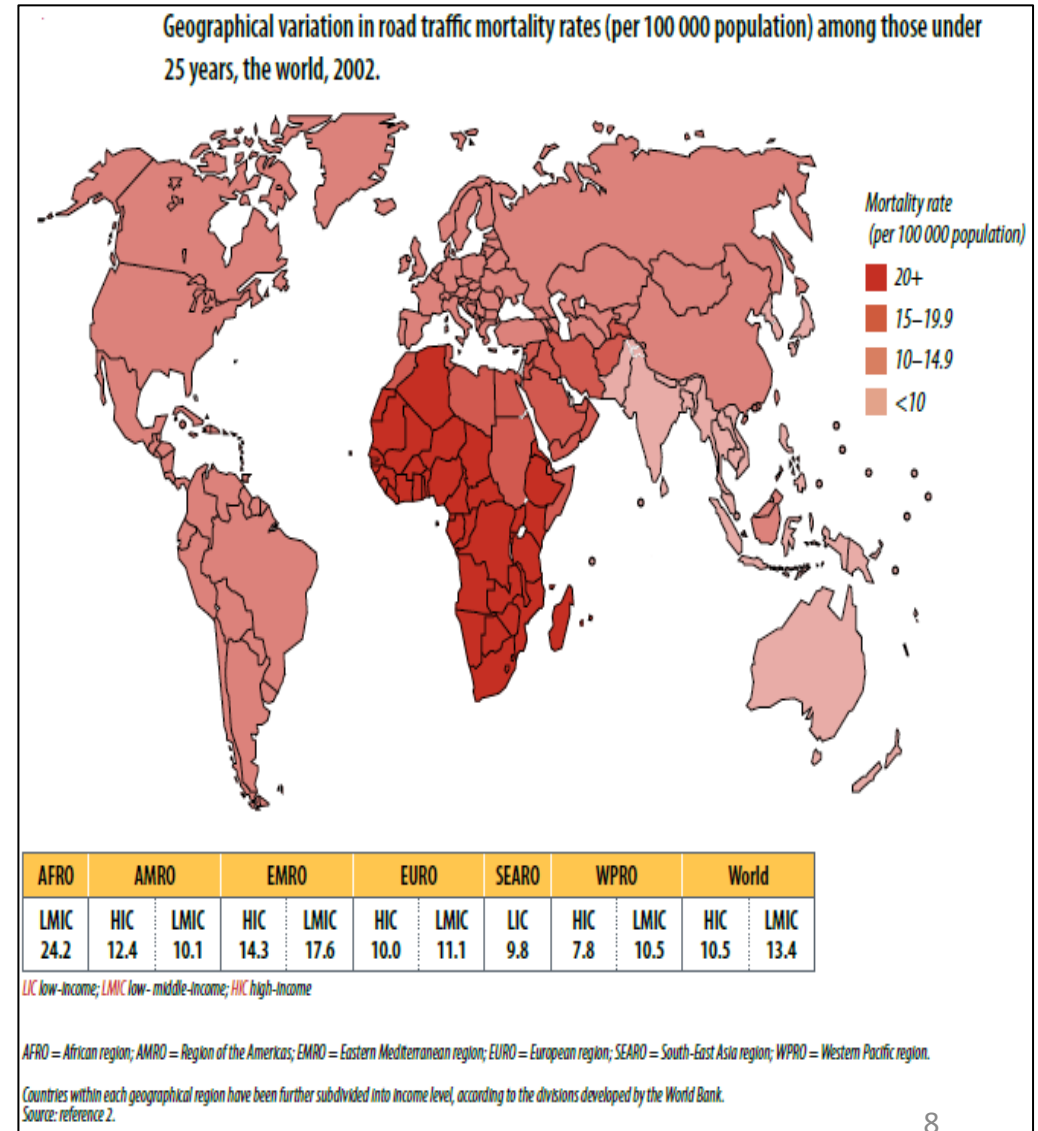 Geographical variation in road traffic mortality rates (per 100 000 population) among those under
25 years, the world, 2002.
Mortality rate
(per 100 000 population)
20+
15–19.9
10–14.9
<10
AFRO AMRO EMRO EURO SEARO WPRO World
LMIC HIC LMIC HIC LMIC HIC LMIC LIC HIC LMIC HIC LMIC
24.2 12.4 10.1 14.3 17.6 10.0 11.1 9.8 7.8 10.5 10.5 13.4
LIC low-income; LMIC low- middle-income; HIC high-income
AFRO = African region; AMRO = Region of the Americas; EMRO = Eastern Mediterranean region; EURO = European region; SEARO = South-East Asia region; WPRO = Western Pacific region.
Countries within each geographical region have been further subdivided into income level, according to the divisions developed by the World Bank.
Source: reference 2.
8